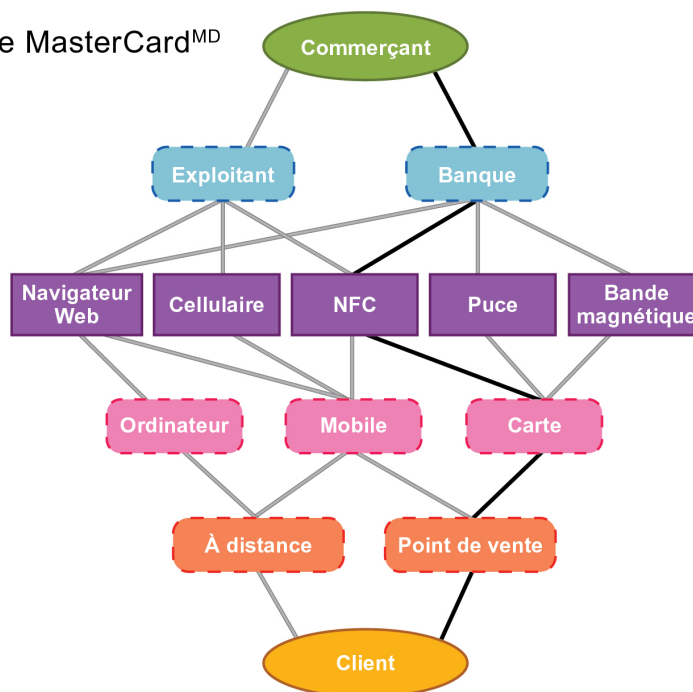 e MasterCardMD
Commerçant
Exploitant
Banque
Navigateur
Web
Cellulaire
NFC
Puce
Bande
magnétique
Ordinateur
Mobile
Carte
À distance
Point de vente
Client